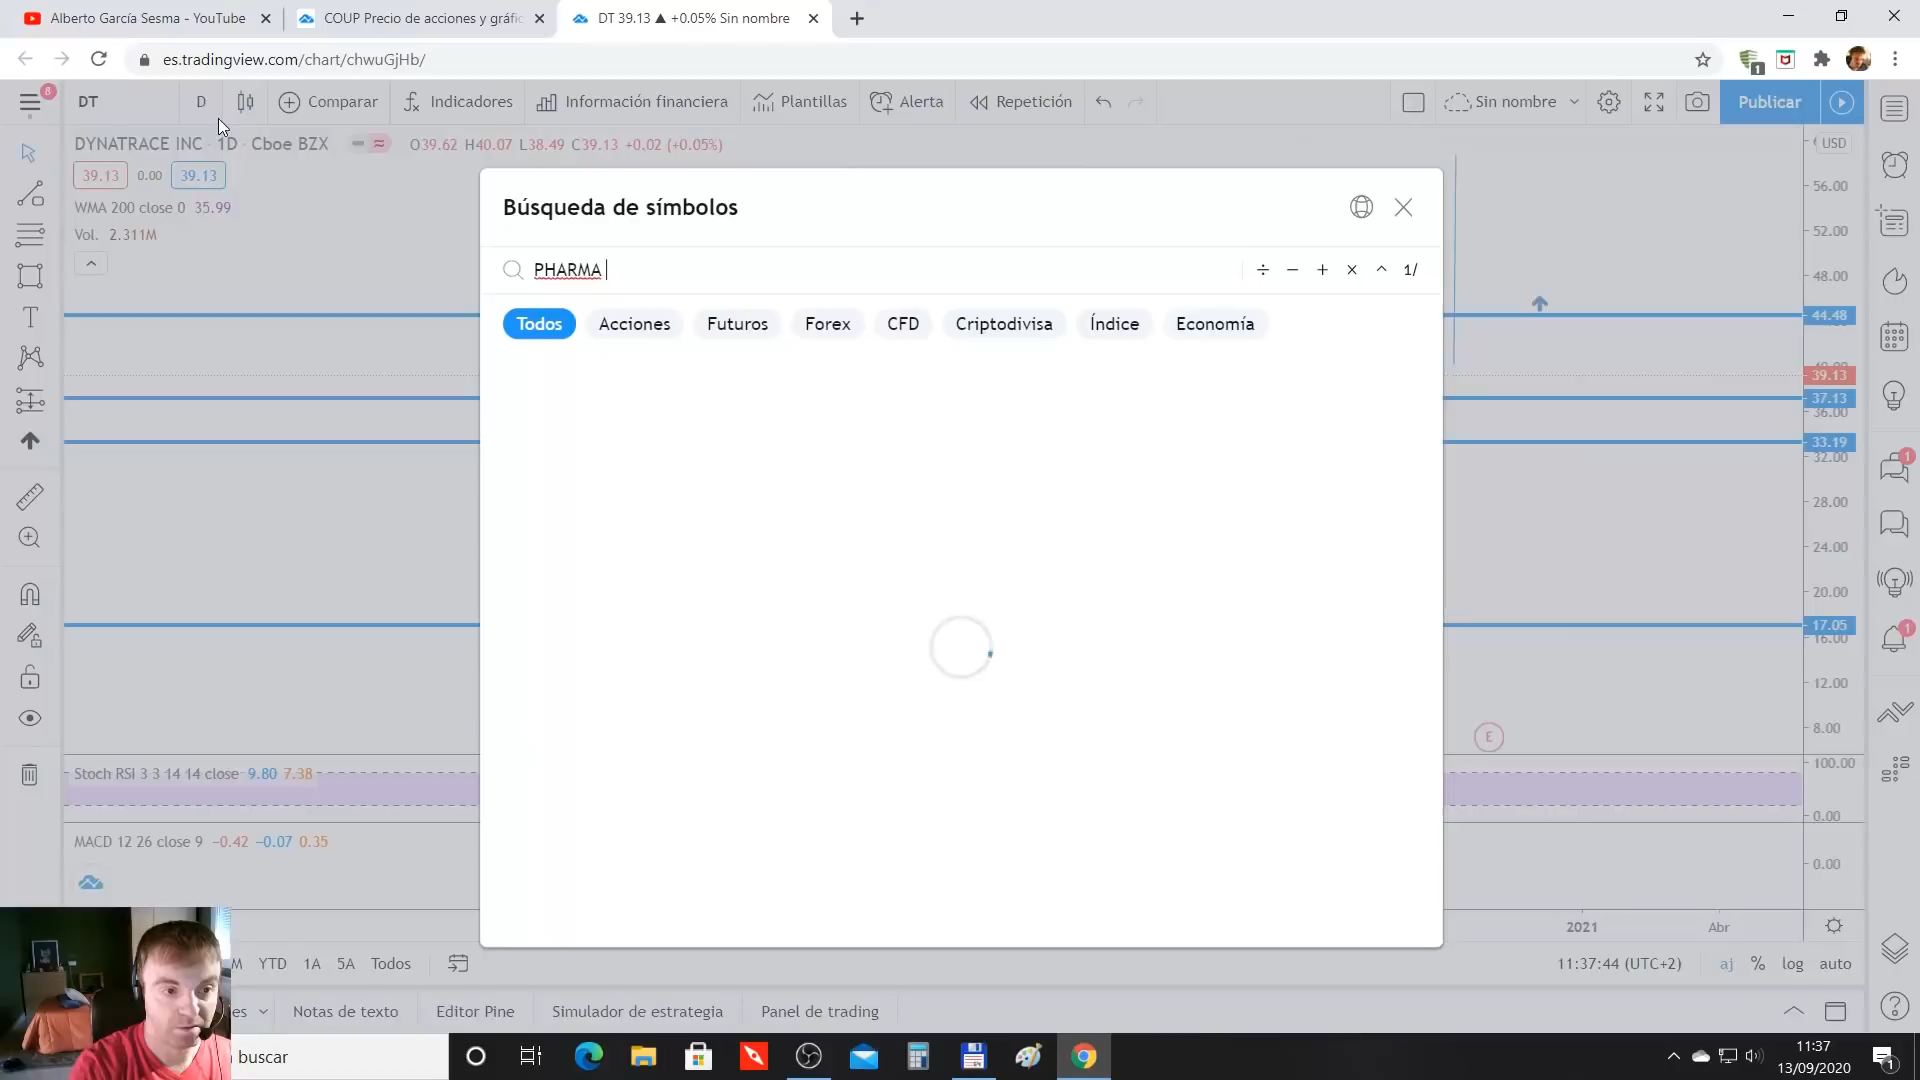 Alberto García Sesma - YouTube
COUP Precio de acciones y gráfic
DT 39.13 ▲ +0.05% Sin nombre
es.tradingview.com/chart/chwuGjHb/
1
8
DT
D
Comparar
Indicadores
Información financiera
Plantillas
Alerta
Repetición
Sin nombre
Publicar
DYNATRACE INC · 1D · Cboe BZX
O39.62 H40.07 L38.49 C39.13 +0.02 (+0.05%)
39.13 0.00 39.13
WMA 200 close 0 35.99
Vol. 2.311M
Búsqueda de símbolos
PHARMA
÷ − + × ^ 1/
Todos
Acciones
Futuros
Forex
CFD
Criptodivisa
Índice
Economía
USD
56.00
52.00
48.00
44.48
39.13
37.13
36.00
33.19
32.00
28.00
24.00
20.00
17.05
16.00
12.00
8.00
100.00
0.00
0.00
1
1
E
Stoch RSI 3 3 14 14 close 9.80 7.38
MACD 12 26 close 9 −0.42 −0.07 0.35
2021
Abr
M YTD 1A 5A Todos
11:37:44 (UTC+2)
aj % log auto
es
Notas de texto
Editor Pine
Simulador de estrategia
Panel de trading
buscar
11:37
13/09/2020
1